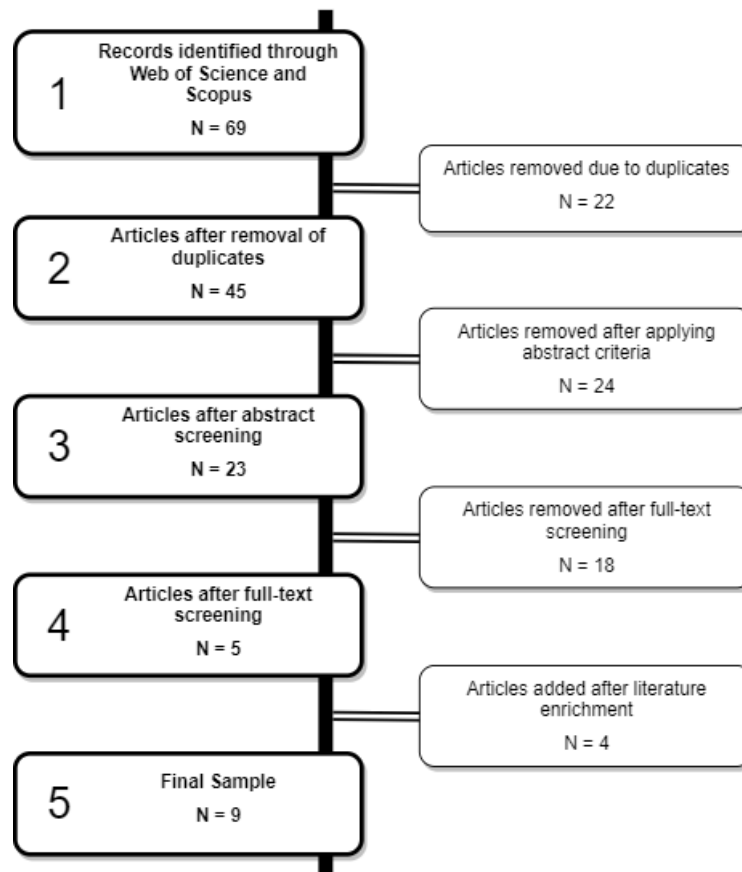 1
Records identified through
Web of Science and
Scopus
N = 69
Articles removed due to duplicates
N = 22
2
Articles after removal of
duplicates
N = 45
Articles removed after applying
abstract criteria
N = 24
3
Articles after abstract
screening
N = 23
Articles removed after full-text
screening
N = 18
4
Articles after full-text
screening
N = 5
Articles added after literature
enrichment
N = 4
5
Final Sample
N = 9